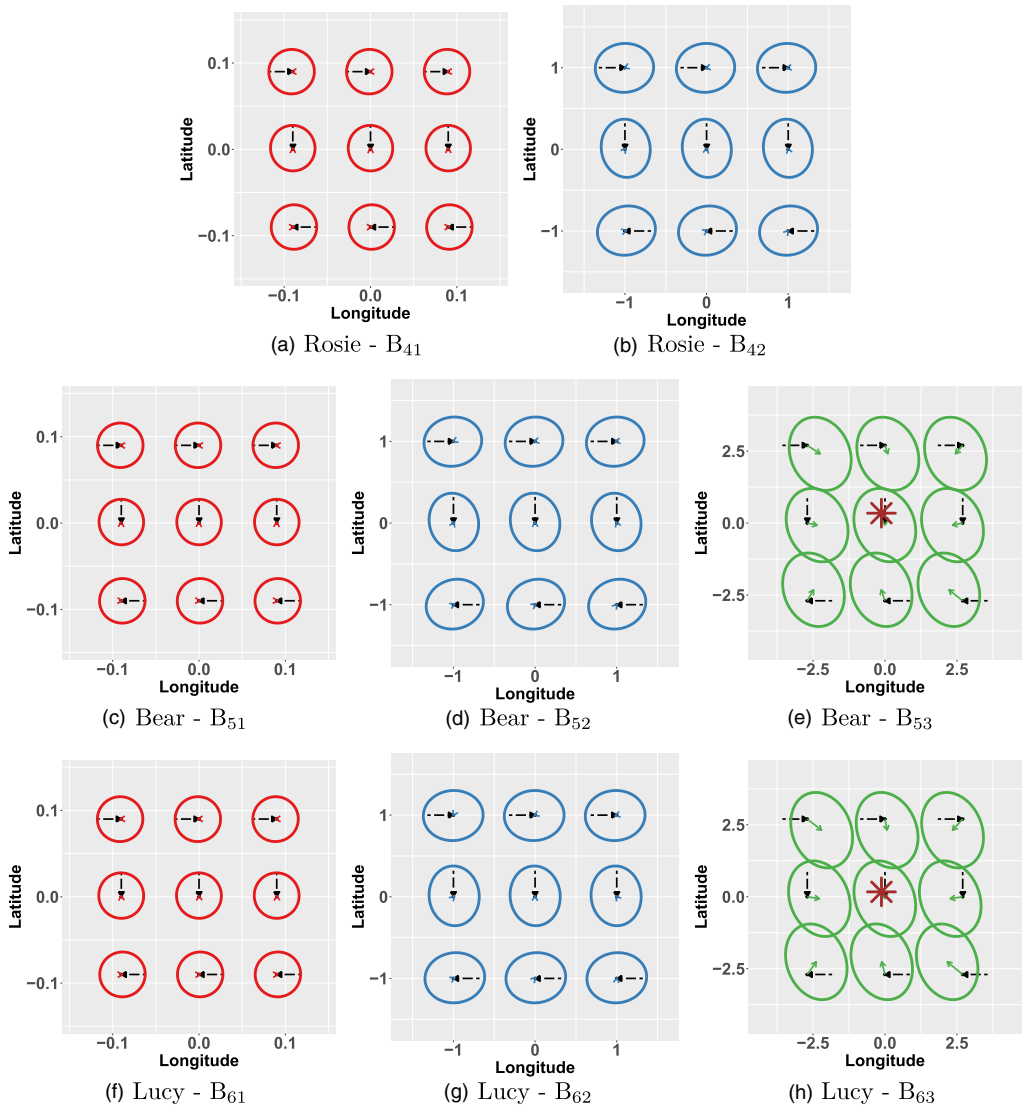 Latitude
0.1
0.0
−0.1
−0.1 0.0 0.1
Longitude
(a) Rosie - B41
Latitude
1
0
−1
−1 0 1
Longitude
(b) Rosie - B42
Latitude
0.1
0.0
−0.1
−0.1 0.0 0.1
Longitude
(c) Bear - B51
Latitude
1
0
−1
−1 0 1
Longitude
(d) Bear - B52
Latitude
2.5
0.0
−2.5
−2.5 0.0 2.5
Longitude
(e) Bear - B53
Latitude
0.1
0.0
−0.1
−0.1 0.0 0.1
Longitude
(f) Lucy - B61
Latitude
1
0
−1
−1 0 1
Longitude
(g) Lucy - B62
Latitude
2.5
0.0
−2.5
−2.5 0.0 2.5
Longitude
(h) Lucy - B63